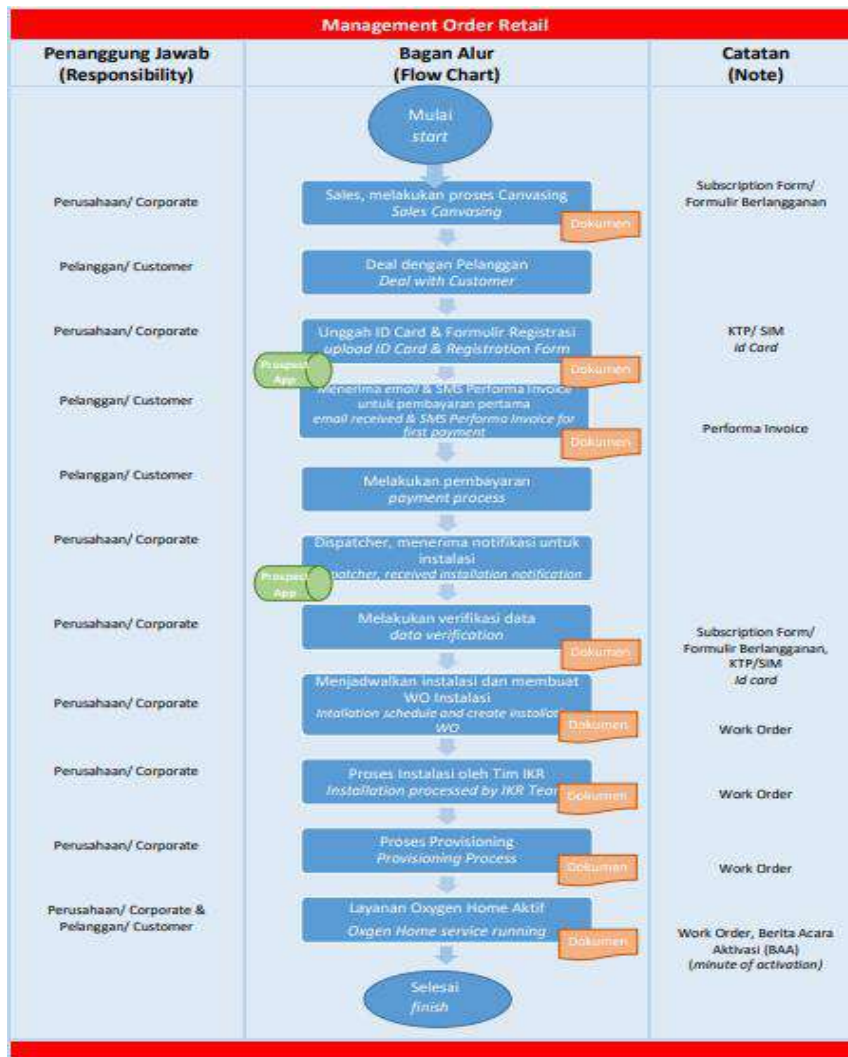 Management Order Retail
Penanggung Jawab
(Responsibility)
Bagan Alur
(Flow Chart)
Catatan
(Note)
Mulai
start
Perusahaan/ Corporate
Sales, melakukan proses Canvasing
Sales Canvasing
Dokumen
Subscription Form/
Formulir Berlangganan
Pelanggan/ Customer
Deal dengan Pelanggan
Deal with Customer
Perusahaan/ Corporate
Unggah ID Card & Formulir Registrasi
upload ID Card & Registration Form
Dokumen
Prospect
App
KTP/ SIM
Id Card
Pelanggan/ Customer
Menerima email & SMS Performa Invoice
untuk pembayaran pertama
email received & SMS Performa Invoice for
first payment
Dokumen
Performa Invoice
Pelanggan/ Customer
Melakukan pembayaran
payment process
Perusahaan/ Corporate
Dispatcher, menerima notifikasi untuk
instalasi
patcher, received installation notification
Prospect
App
Perusahaan/ Corporate
Melakukan verifikasi data
data verification
Dokumen
Subscription Form/
Formulir Berlangganan,
KTP/SIM
Id card
Perusahaan/ Corporate
Menjadwalkan instalasi dan membuat
WO Instalasi
Intallation schedule and create installation
WO
Dokumen
Work Order
Perusahaan/ Corporate
Proses Instalasi oleh Tim IKR
Installation processed by IKR Team
Dokumen
Work Order
Perusahaan/ Corporate
Proses Provisioning
Provisioning Process
Dokumen
Work Order
Perusahaan/ Corporate &
Pelanggan/ Customer
Layanan Oxygen Home Aktif
Oxgen Home service running
Dokumen
Work Order, Berita Acara
Aktivasi (BAA)
(minute of activation)
Selesai
finish